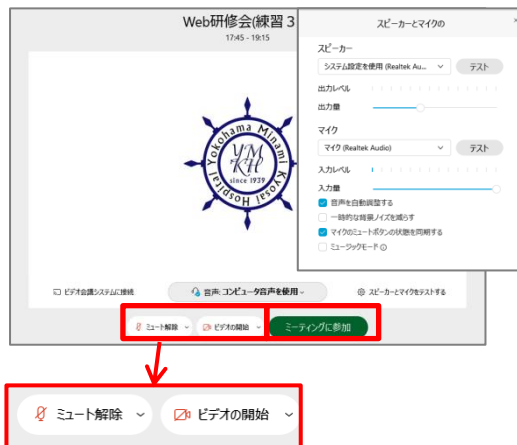 Web研修会(練習３
17:45 - 19:15
Yokohama Minami Kyosai Hospital
YM
KH
since 1939
ビデオ会議システムに接続
音声: コンピュータ音声を使用
スピーカーとマイクをテストする
ミュート解除
ビデオの開始
ミーティングに参加
スピーカーとマイクの
スピーカー
システム設定を使用 (Realtek Au...
テスト
出力レベル
出力量
マイク
マイク (Realtek Audio)
テスト
入力レベル
入力量
音声を自動調整する
一時的な背景ノイズを減らす
マイクのミュートボタンの状態を同期する
ミュージックモード
ミュート解除
ビデオの開始